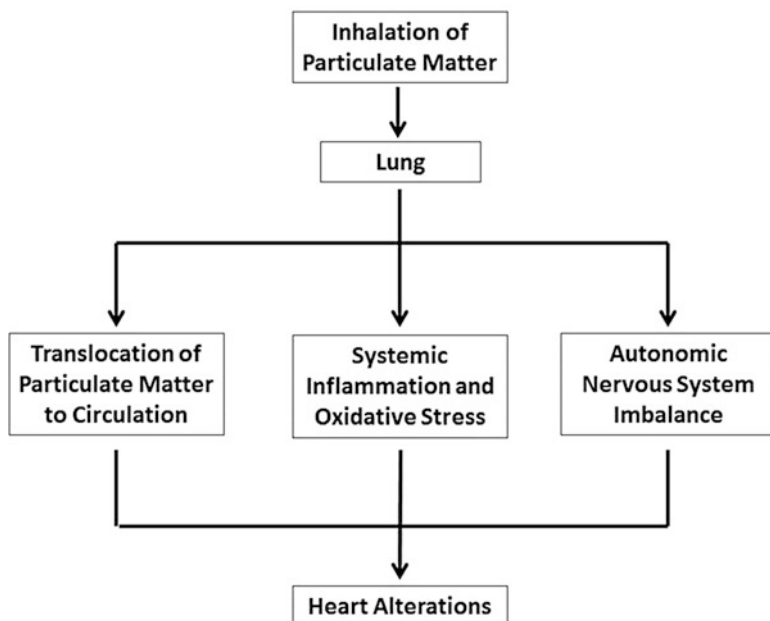 Inhalation of
Particulate Matter
Lung
Translocation of
Particulate Matter
to Circulation
Systemic
Inflammation and
Oxidative Stress
Autonomic
Nervous System
Imbalance
Heart Alterations